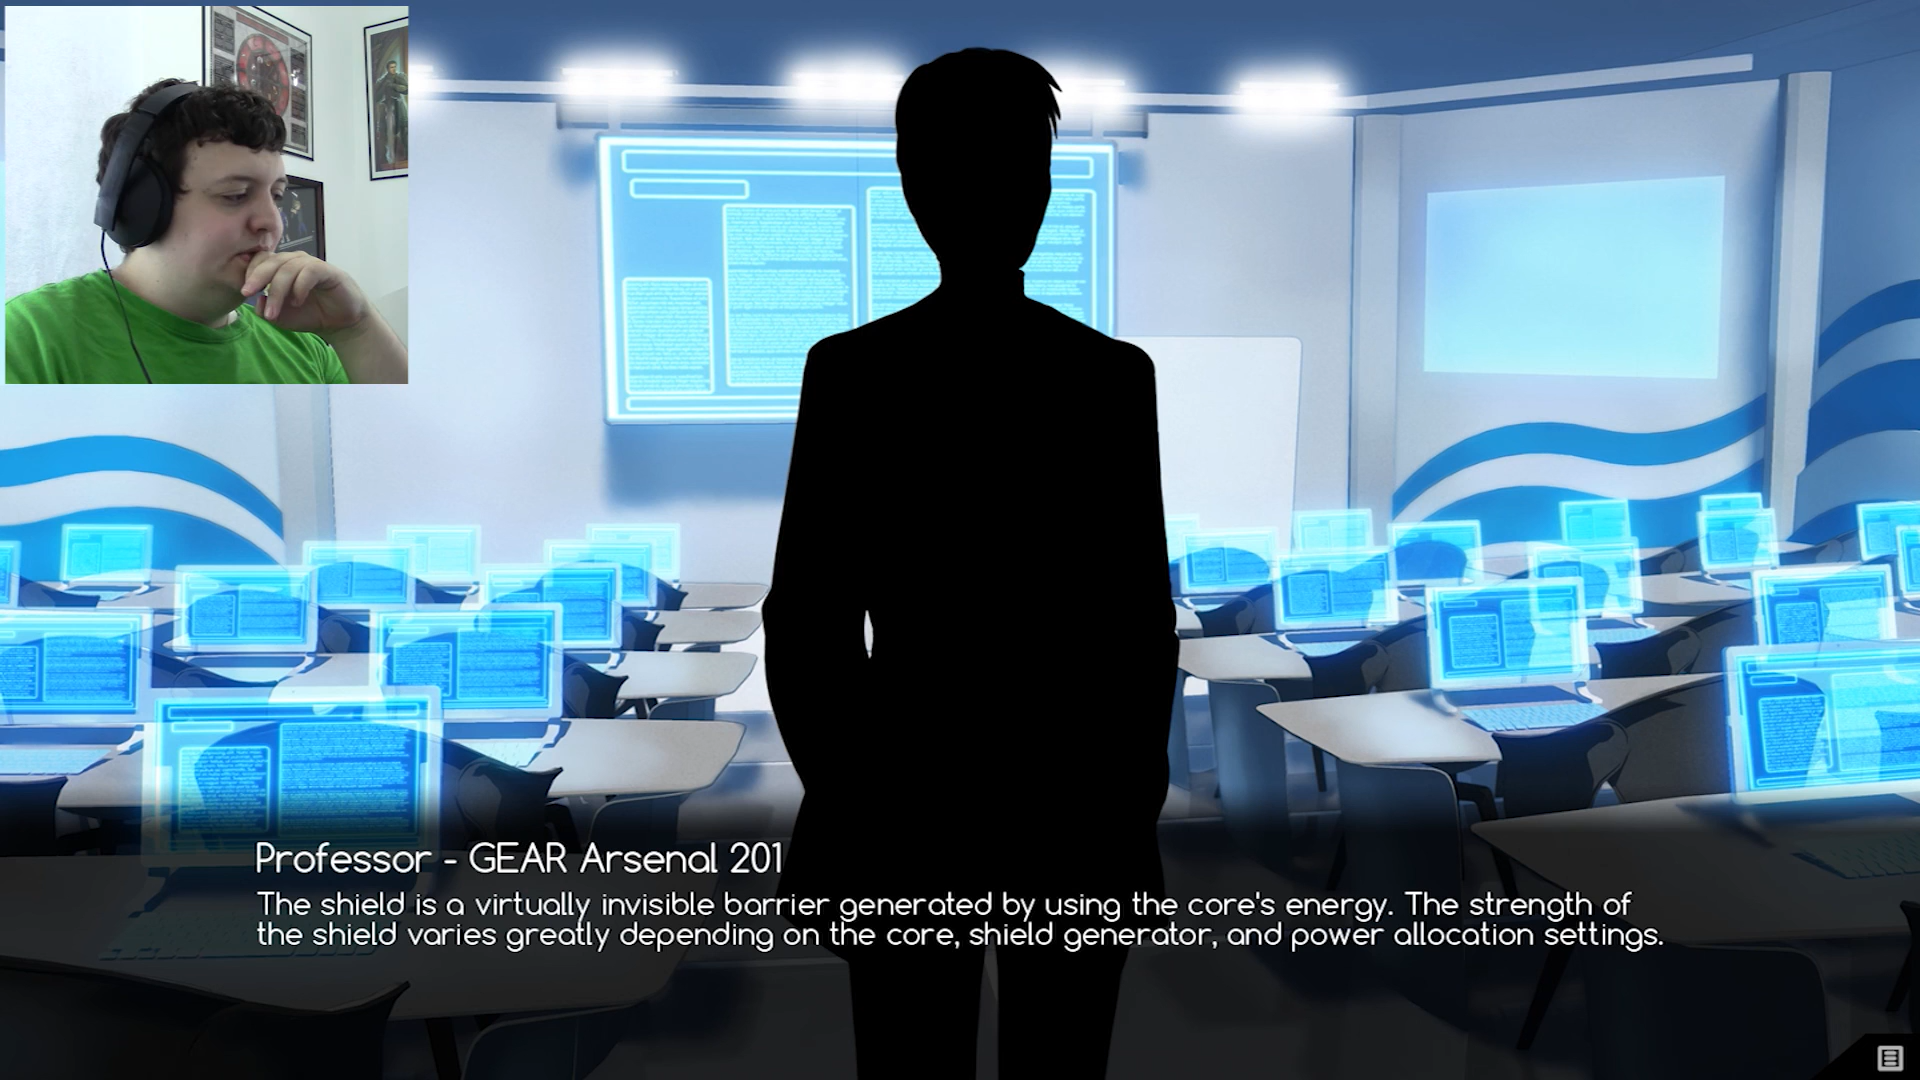 Professor - GEAR Arsenal 201
The shield is a virtually invisible barrier generated by using the core's energy. The strength of
the shield varies greatly depending on the core, shield generator, and power allocation settings.